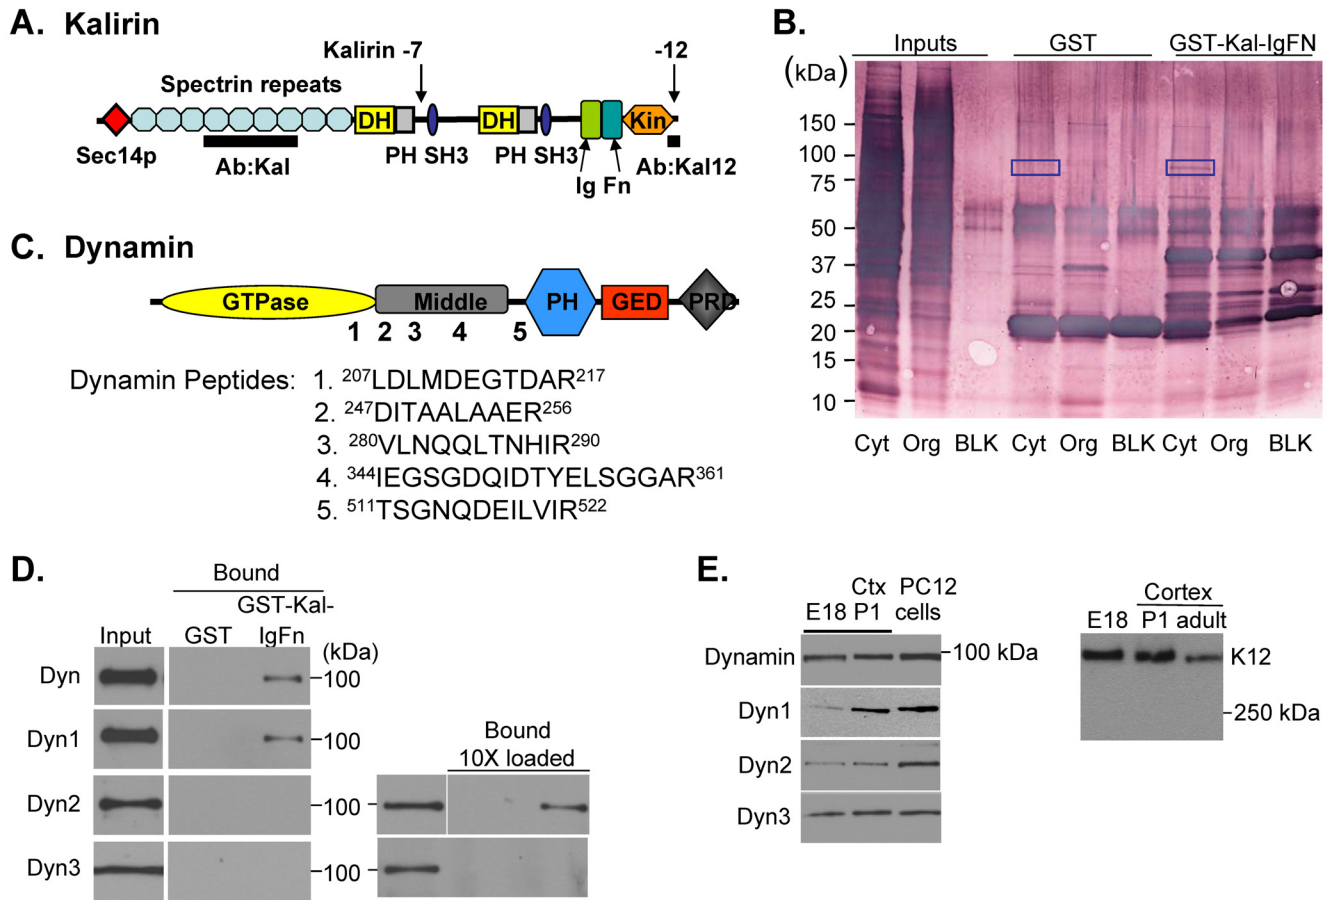 A. Kalirin
Kalirin -7
-12
Spectrin repeats
DH
DH
Kin
Sec14p
PH SH3
PH SH3
Ab:Kal
Ig Fn
Ab:Kal12
B.
Inputs GST GST-Kal-IgFN
(kDa)
150
100
75
50
37
25
20
15
10
Cyt Org BLK Cyt Org BLK Cyt Org BLK
C. Dynamin
GTPase Middle PH GED PRD
1 2 3 4 5
Dynamin Peptides: 1. 207LDLMDEGTDAR217
2. 247DITAALAAER256
3. 280VLNQQLTNHIR290
4. 344IEGSGDQIDTYELSGGAR361
5. 511TSGNQDEILVIR522
D.
Bound
GST-Kal-
Input GST IgFn
(kDa)
Dyn 100
Dyn1 100
Dyn2 100
Dyn3 100
Bound
10X loaded
E.
Ctx PC12
E18 P1 cells
Dynamin 100 kDa
Dyn1
Dyn2
Dyn3
Cortex
E18 P1 adult
K12
250 kDa